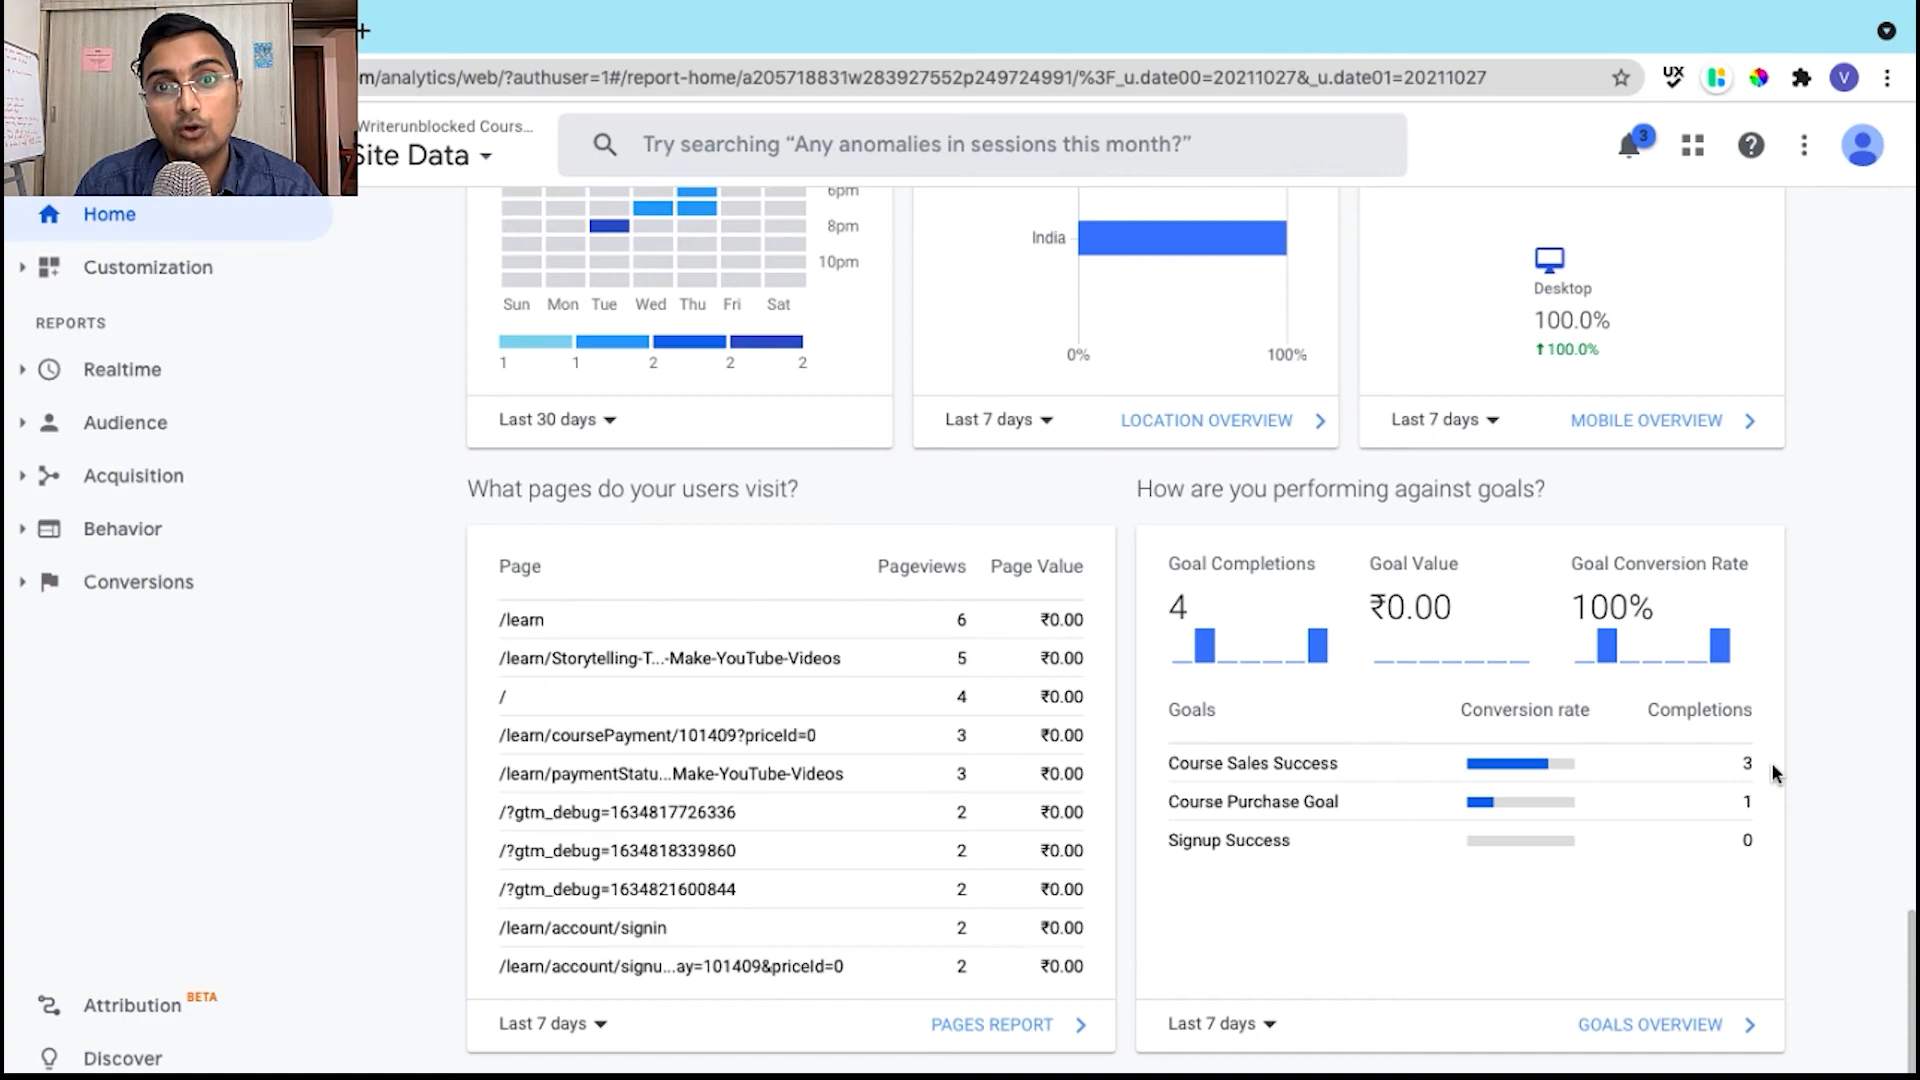 m/analytics/web/?authuser=1#/report-home/a205718831w283927552p249724991/%3F_u.date00=20211027&_u.date01=20211027
UX
V
Writerunblocked Cours...
Site Data
Try searching “Any anomalies in sessions this month?”
3
Home
Customization
REPORTS
Realtime
Audience
Acquisition
Behavior
Conversions
Attribution BETA
Discover
6pm
8pm
10pm
Sun Mon Tue Wed Thu Fri Sat
1 1 2 2 2
Last 30 days
India
0% 100%
Last 7 days LOCATION OVERVIEW
Desktop
100.0%
100.0%
Last 7 days MOBILE OVERVIEW
What pages do your users visit?
Page Pageviews Page Value
/learn 6 ₹0.00
/learn/Storytelling-T...-Make-YouTube-Videos 5 ₹0.00
/ 4 ₹0.00
/learn/coursePayment/101409?priceId=0 3 ₹0.00
/learn/paymentStatu...Make-YouTube-Videos 3 ₹0.00
/?gtm_debug=1634817726336 2 ₹0.00
/?gtm_debug=1634818339860 2 ₹0.00
/?gtm_debug=1634821600844 2 ₹0.00
/learn/account/signin 2 ₹0.00
/learn/account/signu...ay=101409&priceId=0 2 ₹0.00
Last 7 days PAGES REPORT
How are you performing against goals?
Goal Completions Goal Value Goal Conversion Rate
4 ₹0.00 100%
Goals Conversion rate Completions
Course Sales Success 3
Course Purchase Goal 1
Signup Success 0
Last 7 days GOALS OVERVIEW